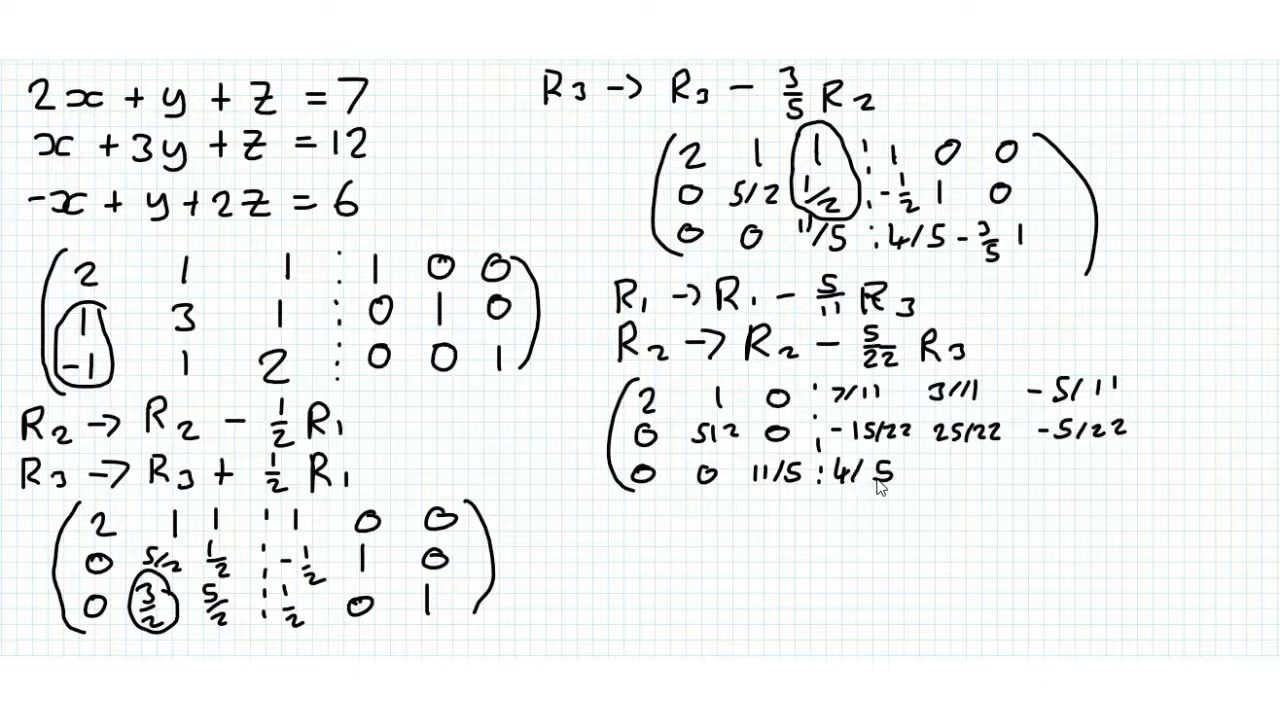 2x + y + z = 7
x + 3y + z = 12
-x + y + 2z = 6
2 1 1 : 1 0 0
1 3 1 : 0 1 0
-1 1 2 : 0 0 1
R2 → R2 - 1/2 R1
R3 → R3 + 1/2 R1
2 1 1 : 1 0 0
0 5/2 1/2 : -1/2 1 0
0 3/2 5/2 : 1/2 0 1
R3 → R3 - 3/5 R2
2 1 1 : 1 0 0
0 5/2 1/2 : -1/2 1 0
0 0 11/5 : 4/5 -3/5 1
R1 → R1 - 5/11 R3
R2 → R2 - 5/22 R3
2 1 0 : 7/11 3/11 -5/11
0 5/2 0 : -15/22 25/22 -5/22
0 0 11/5 : 4/5